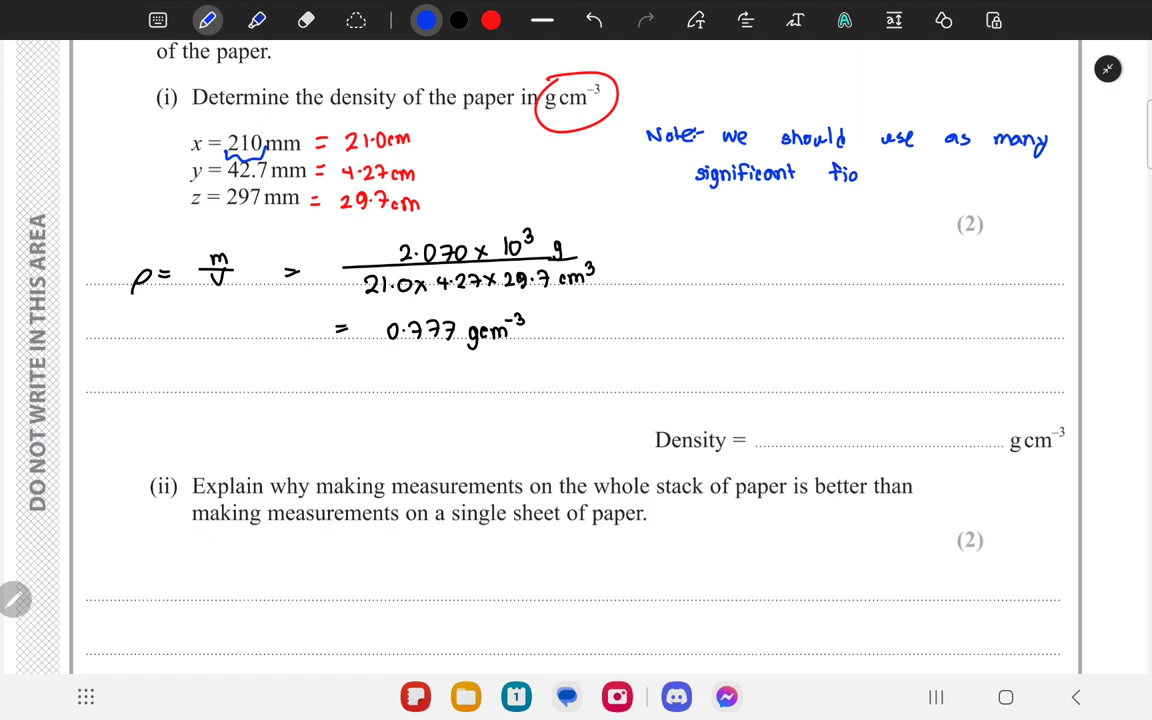 of the paper.
(i) Determine the density of the paper in g cm⁻³
x = 210 mm = 21.0cm
y = 42.7 mm = 4.27 cm
z = 297 mm = 29.7cm
Note:- we should use as many
significant fio
(2)
ρ = m/v = 2.070 x 10³ g / 21.0 x 4.27 x 29.7 cm³
= 0.777 gcm⁻³
Density = ........................ g cm⁻³
(ii) Explain why making measurements on the whole stack of paper is better than
making measurements on a single sheet of paper.
(2)
DO NOT WRITE IN THIS AREA